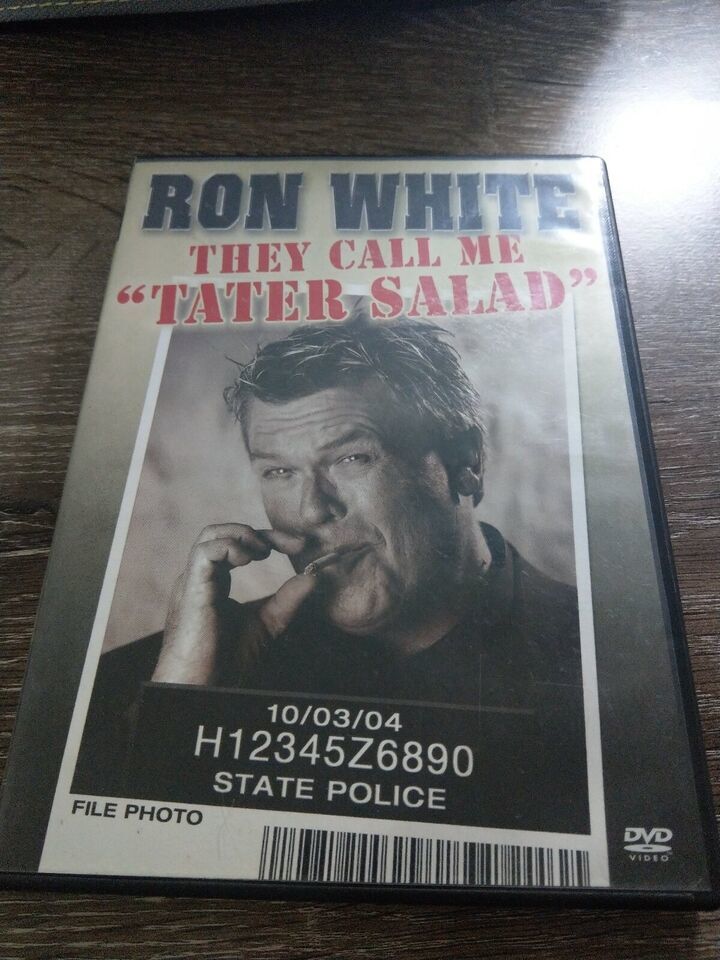 RON WHITE
THEY CALL ME
“TATER SALAD”
10/03/04
H12345Z6890
STATE POLICE
FILE PHOTO
DVD
VIDEO